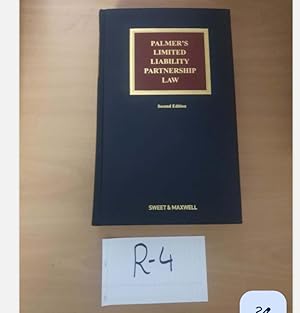 PALMER'S
LIMITED
LIABILITY
PARTNERSHIP
LAW
Second Edition
SWEET & MAXWELL
R-4